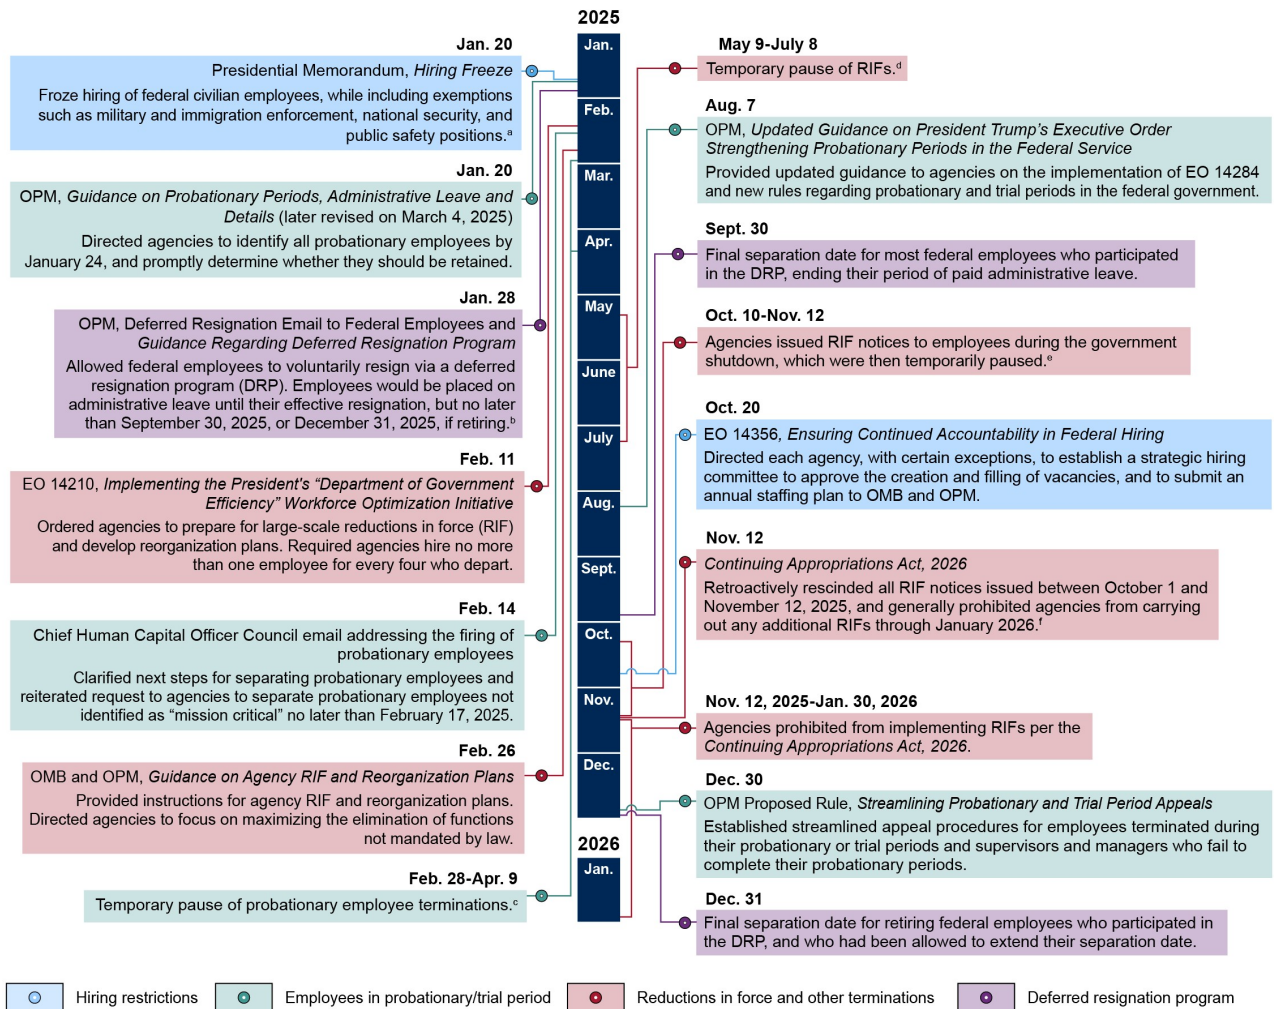 2025
Jan. 20
Presidential Memorandum, Hiring Freeze
Froze hiring of federal civilian employees, while including exemptions
such as military and immigration enforcement, national security, and
public safety positions.a
Jan. 20
OPM, Guidance on Probationary Periods, Administrative Leave and
Details (later revised on March 4, 2025)
Directed agencies to identify all probationary employees by
January 24, and promptly determine whether they should be retained.
Jan. 28
OPM, Deferred Resignation Email to Federal Employees and
Guidance Regarding Deferred Resignation Program
Allowed federal employees to voluntarily resign via a deferred
resignation program (DRP). Employees would be placed on
administrative leave until their effective resignation, but no later
than September 30, 2025, or December 31, 2025, if retiring.b
Feb. 11
EO 14210, Implementing the President's “Department of Government
Efficiency” Workforce Optimization Initiative
Ordered agencies to prepare for large-scale reductions in force (RIF)
and develop reorganization plans. Required agencies hire no more
than one employee for every four who depart.
Feb. 14
Chief Human Capital Officer Council email addressing the firing of
probationary employees
Clarified next steps for separating probationary employees and
reiterated request to agencies to separate probationary employees not
identified as “mission critical” no later than February 17, 2025.
Feb. 26
OMB and OPM, Guidance on Agency RIF and Reorganization Plans
Provided instructions for agency RIF and reorganization plans.
Directed agencies to focus on maximizing the elimination of functions
not mandated by law.
Feb. 28-Apr. 9
Temporary pause of probationary employee terminations.c
Jan.
Feb.
Mar.
Apr.
May
June
July
Aug.
Sept.
Oct.
Nov.
Dec.
2026
Jan.
May 9-July 8
Temporary pause of RIFs.d
Aug. 7
OPM, Updated Guidance on President Trump’s Executive Order
Strengthening Probationary Periods in the Federal Service
Provided updated guidance to agencies on the implementation of EO 14284
and new rules regarding probationary and trial periods in the federal government.
Sept. 30
Final separation date for most federal employees who participated
in the DRP, ending their period of paid administrative leave.
Oct. 10-Nov. 12
Agencies issued RIF notices to employees during the government
shutdown, which were then temporarily paused.e
Oct. 20
EO 14356, Ensuring Continued Accountability in Federal Hiring
Directed each agency, with certain exceptions, to establish a strategic hiring
committee to approve the creation and filling of vacancies, and to submit an
annual staffing plan to OMB and OPM.
Nov. 12
Continuing Appropriations Act, 2026
Retroactively rescinded all RIF notices issued between October 1 and
November 12, 2025, and generally prohibited agencies from carrying
out any additional RIFs through January 2026.f
Nov. 12, 2025-Jan. 30, 2026
Agencies prohibited from implementing RIFs per the
Continuing Appropriations Act, 2026.
Dec. 30
OPM Proposed Rule, Streamlining Probationary and Trial Period Appeals
Established streamlined appeal procedures for employees terminated during
their probationary or trial periods and supervisors and managers who fail to
complete their probationary periods.
Dec. 31
Final separation date for retiring federal employees who participated in
the DRP, and who had been allowed to extend their separation date.
Hiring restrictions
Employees in probationary/trial period
Reductions in force and other terminations
Deferred resignation program